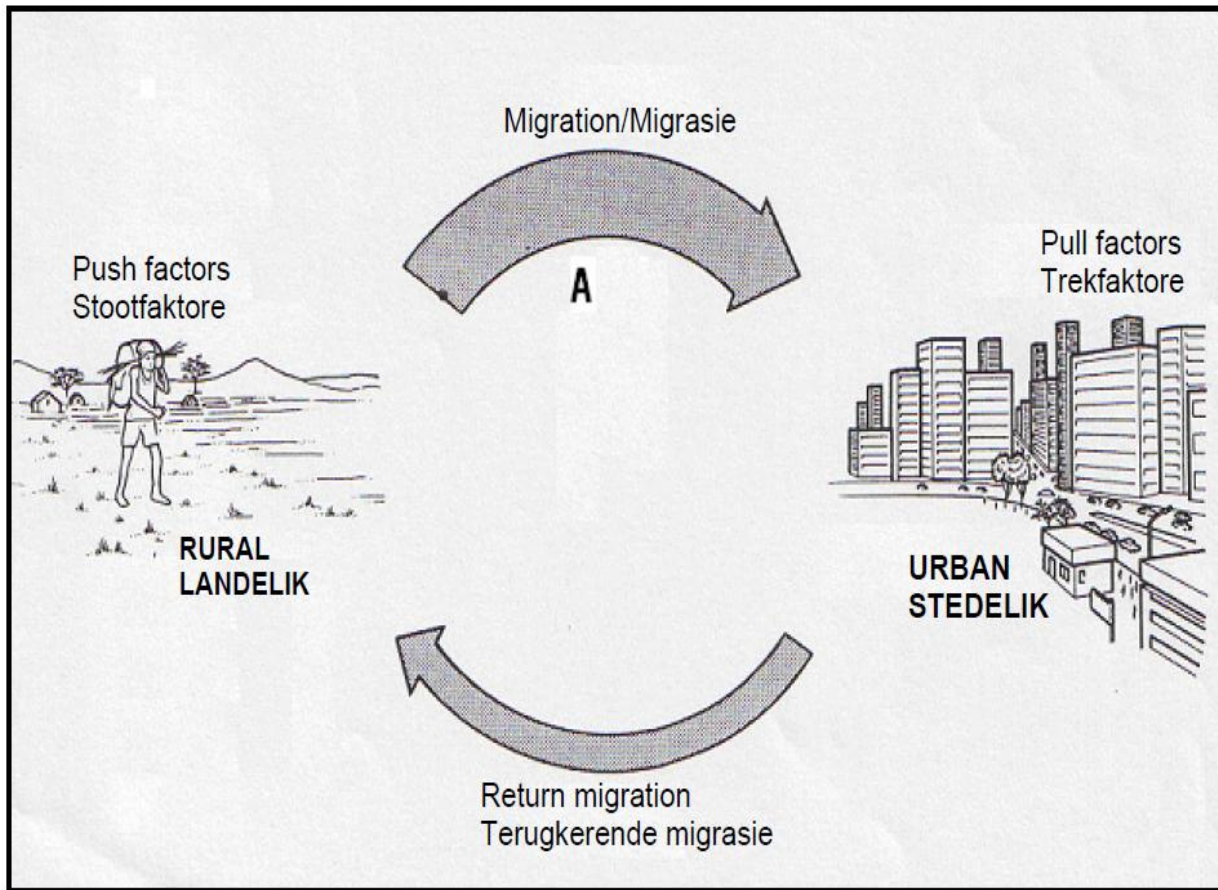 Migration/Migrasie
Push factors
Stootfaktore
A
Pull factors
Trekfaktore
RURAL
LANDELIK
URBAN
STEDELIK
Return migration
Terugkerende migrasie